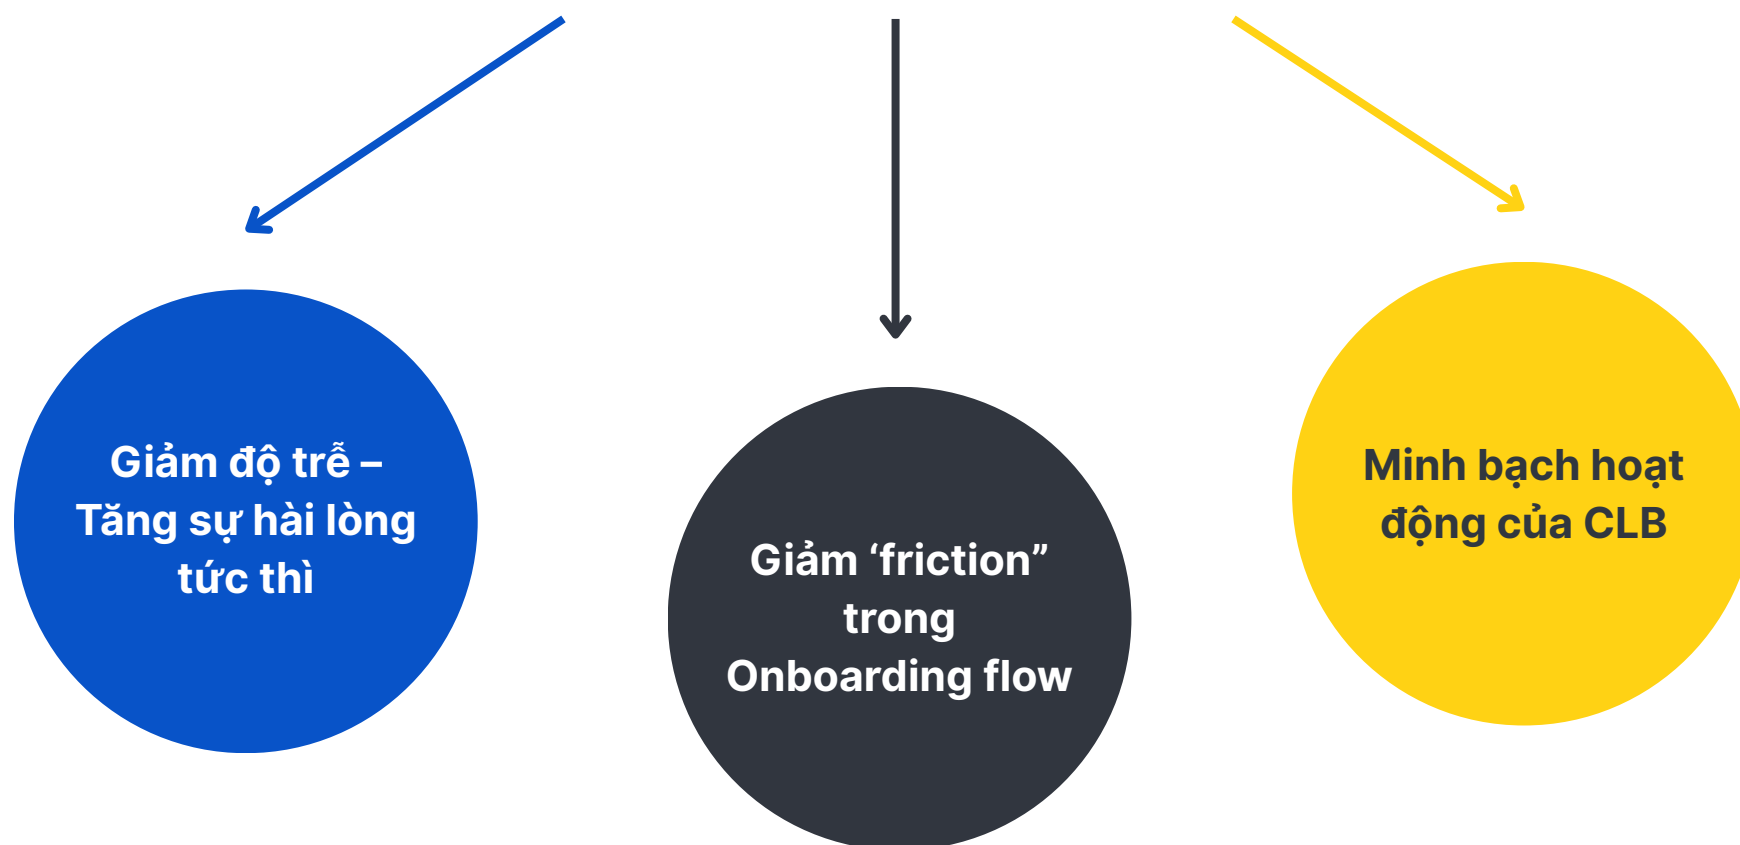 Giảm độ trễ –
Tăng sự hài lòng
tức thì
Giảm ‘friction”
trong
Onboarding flow
Minh bạch hoạt
động của CLB